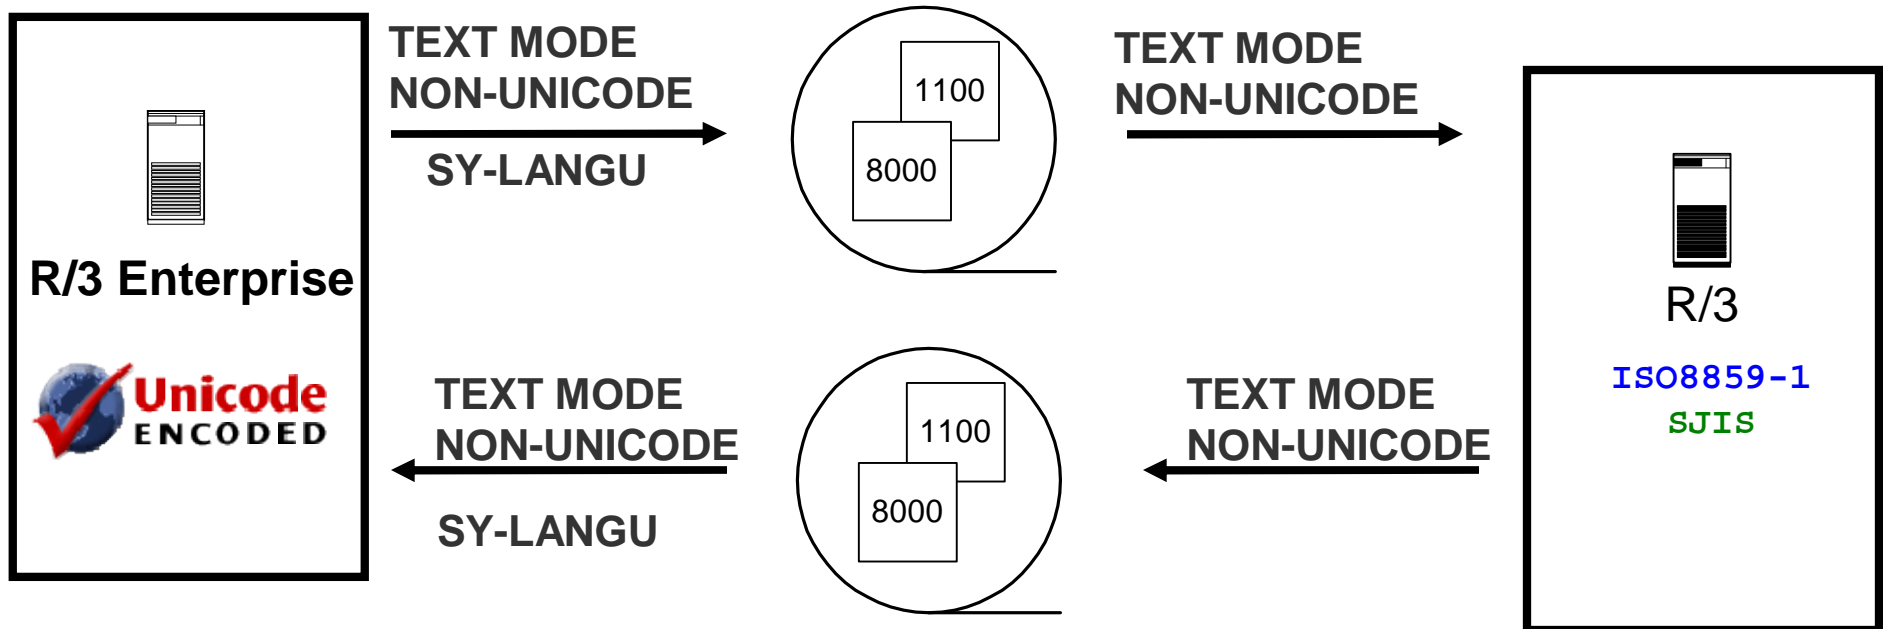 TEXT MODE
NON-UNICODE
SY-LANGU
1100
8000
TEXT MODE
NON-UNICODE
R/3 Enterprise
Unicode
ENCODED
R/3
ISO8859-1
SJIS
TEXT MODE
NON-UNICODE
SY-LANGU
1100
8000
TEXT MODE
NON-UNICODE